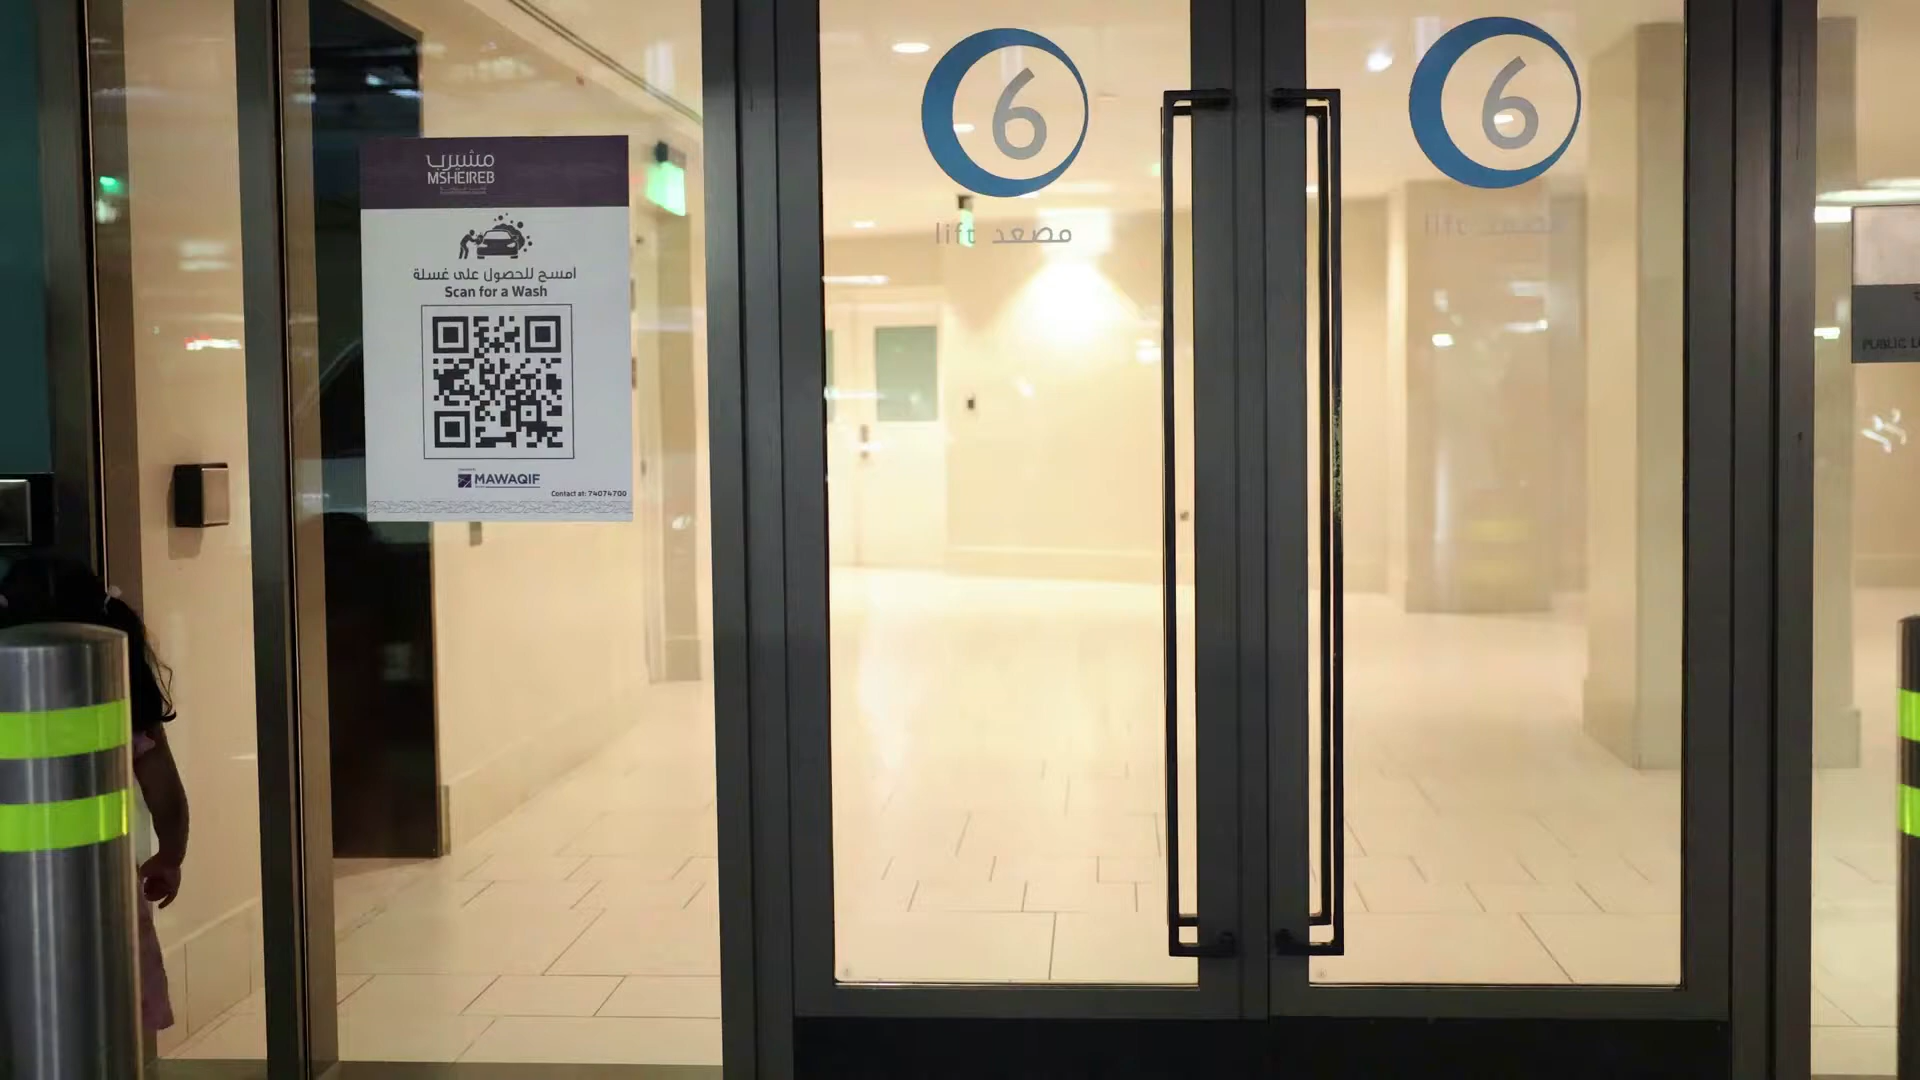 مشيرب
MSHEIREB
امسح للحصول على غسلة
Scan for a Wash
MAWAQIF
Contact at: 74074700
6
lift مصعد
6
lift مصعد
PUBLIC